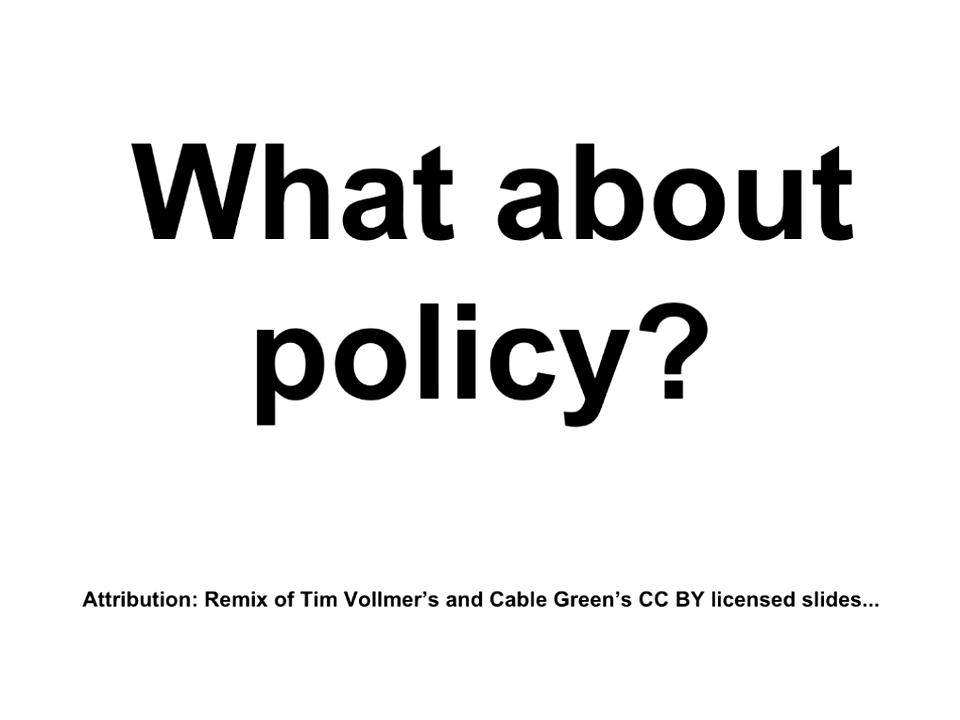 What about
policy?
Attribution: Remix of Tim Vollmer’s and Cable Green’s CC BY licensed slides...